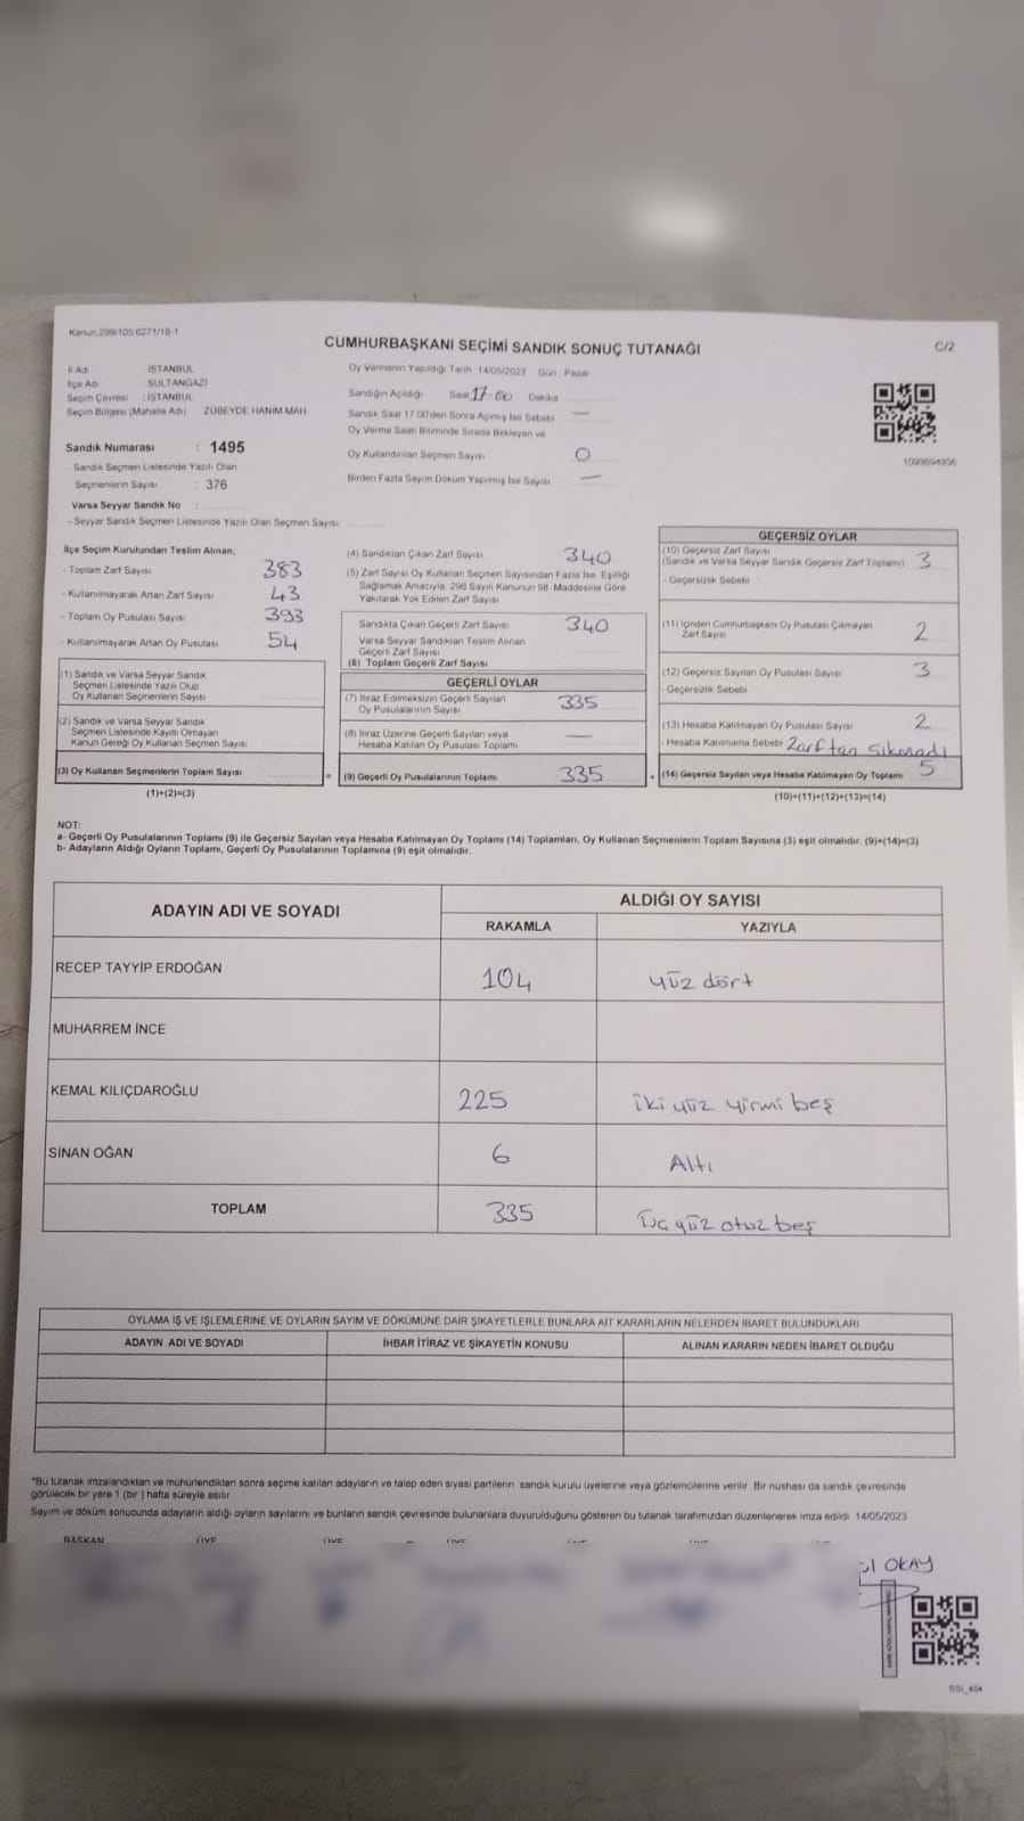 Kanun:298/105 6271/18-1
CUMHURBAŞKANI SEÇİMİ SANDIK SONUÇ TUTANAĞI
C/2
İl Adı İSTANBUL
İlçe Adı SULTANGAZİ
Seçim Çevresi : İSTANBUL
Seçim Bölgesi (Mahalle Adı) ZÜBEYDE HANIM MAH
Sandık Numarası : 1495
Sandık Seçmen Listesinde Yazılı Olan
Seçmenlerin Sayısı : 376
Varsa Seyyar Sandık No :
- Seyyar Sandık Seçmen Listesinde Yazılı Olan Seçmen Sayısı
Oy Vermenin Yapıldığı Tarih : 14/05/2023 Gün : Pazar
Sandığın Açıldığı Saat 17 00 Dakika
Sandık Saat 17.00'den Sonra Açılmış İse Sebebi —
Oy Verme Saati Bitiminde Sırada Bekleyen ve
Oy Kullandırılan Seçmen Sayısı 0
Birden Fazla Sayım Döküm Yapılmış İse Sayısı —
İlçe Seçim Kurulundan Teslim Alınan;
- Toplam Zarf Sayısı 383
- Kullanılmayarak Artan Zarf Sayısı 43
- Toplam Oy Pusulası Sayısı 393
- Kullanılmayarak Artan Oy Pusulası 54
(1) Sandık ve Varsa Seyyar Sandık
Seçmen Listesinde Yazılı Olup
Oy Kullanan Seçmenlerin Sayısı
(2) Sandık ve Varsa Seyyar Sandık
Seçmen Listesinde Kayıtlı Olmayan
Kanun Gereği Oy Kullanan Seçmen Sayısı
(3) Oy Kullanan Seçmenlerin Toplam Sayısı
(1)+(2)=(3)
(4) Sandıktan Çıkan Zarf Sayısı 340
(5) Zarf Sayısı Oy Kullanan Seçmen Sayısından Fazla İse, Eşitliği
Sağlamak Amacıyla, 298 Sayılı Kanunun 98. Maddesine Göre
Yakılarak Yok Edilen Zarf Sayısı
Sandıkta Çıkan Geçerli Zarf Sayısı 340
Varsa Seyyar Sandıktan Teslim Alınan
Geçerli Zarf Sayısı
(6) Toplam Geçerli Zarf Sayısı
GEÇERLİ OYLAR
(7) İtiraz Edilmeksizin Geçerli Sayılan
Oy Pusulalarının Sayısı 335
(8) İtiraz Üzerine Geçerli Sayılan veya
Hesaba Katılan Oy Pusulası Toplamı —
(9) Geçerli Oy Pusulalarının Toplamı 335
GEÇERSİZ OYLAR
(10) Geçersiz Zarf Sayısı
(Sandık ve Varsa Seyyar Sandık Geçersiz Zarf Toplamı) 3
- Geçersizlik Sebebi
(11) İçinden Cumhurbaşkanı Oy Pusulası Çıkmayan
Zarf Sayısı 2
(12) Geçersiz Sayılan Oy Pusulası Sayısı 3
- Geçersizlik Sebebi
(13) Hesaba Katılmayan Oy Pusulası Sayısı 2
- Hesaba Katılmama Sebebi Zarftan Sıkmadı
(14) Geçersiz Sayılan veya Hesaba Katılmayan Oy Toplamı 5
(10)+(11)+(12)+(13)=(14)
NOT:
a- Geçerli Oy Pusulalarının Toplamı (9) ile Geçersiz Sayılan veya Hesaba Katılmayan Oy Toplamı (14) Toplamları, Oy Kullanan Seçmenlerin Toplam Sayısına (3) eşit olmalıdır. (9)+(14)=(3)
b- Adayların Aldığı Oyların Toplamı, Geçerli Oy Pusulalarının Toplamına (9) eşit olmalıdır.
ADAYIN ADI VE SOYADI
ALDIĞI OY SAYISI
RAKAMLA YAZIYLA
RECEP TAYYİP ERDOĞAN 104 yüz dört
MUHARREM İNCE
KEMAL KILIÇDAROĞLU 225 iki yüz yirmi beş
SİNAN OĞAN 6 Altı
TOPLAM 335 Üç yüz otuz beş
OYLAMA İŞ VE İŞLEMLERİNE VE OYLARIN SAYIM VE DÖKÜMÜNE DAİR ŞİKAYETLERLE BUNLARA AİT KARARLARIN NELERDEN İBARET BULUNDUKLARI
ADAYIN ADI VE SOYADI İHBAR İTİRAZ VE ŞİKAYETİN KONUSU ALINAN KARARIN NEDEN İBARET OLDUĞU
*Bu tutanak imzalandıktan ve mühürlendikten sonra seçime katılan adayların ve talep eden siyasi partilerin sandık kurulu üyelerine veya gözlemcilerine verilir. Bir nüshası da sandık çevresinde
görülecek bir yere 1 (bir) hafta süreyle asılır.
Sayım ve döküm sonucunda adayların aldığı oyların sayılarını ve bunların sandık çevresinde bulunanlara duyurulduğunu gösteren bu tutanak tarafımızdan düzenlenerek imza edildi. 14/05/2023
BAŞKAN ÜYE ÜYE ÜYE
OKAY